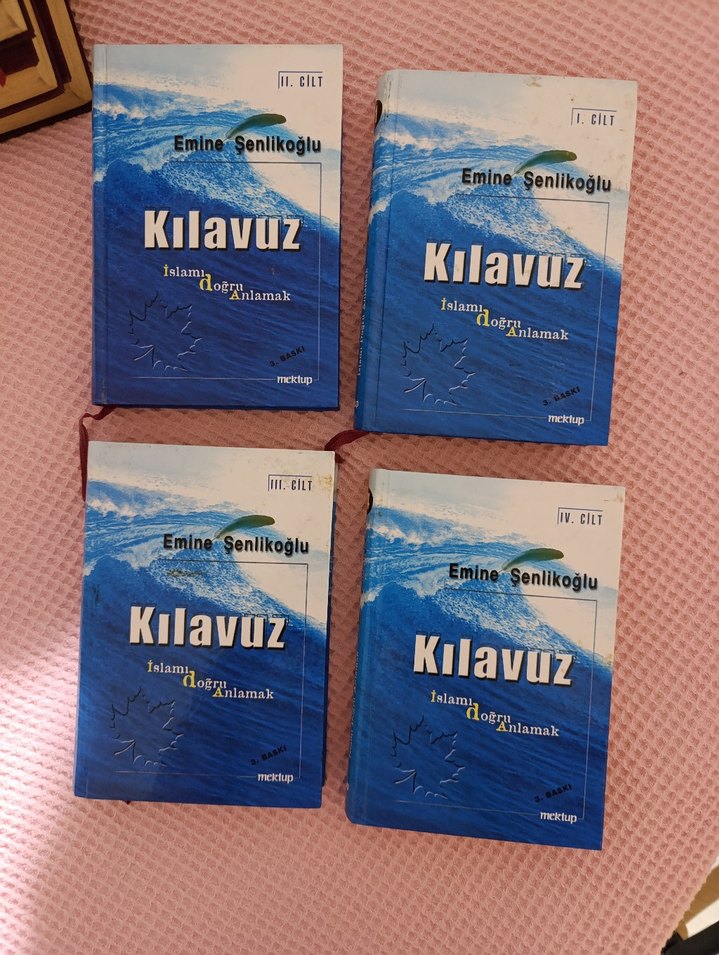 II. CİLT
Emine Şenlikoğlu
Kılavuz
İslamı
doğru
Anlamak
3. BASKI
mektup
I. CİLT
Emine Şenlikoğlu
Kılavuz
İslamı
doğru
Anlamak
3. BASKI
mektup
III. CİLT
Emine Şenlikoğlu
Kılavuz
İslamı
doğru
Anlamak
3. BASKI
mektup
IV. CİLT
Emine Şenlikoğlu
Kılavuz
İslamı
doğru
Anlamak
3. BASKI
mektup